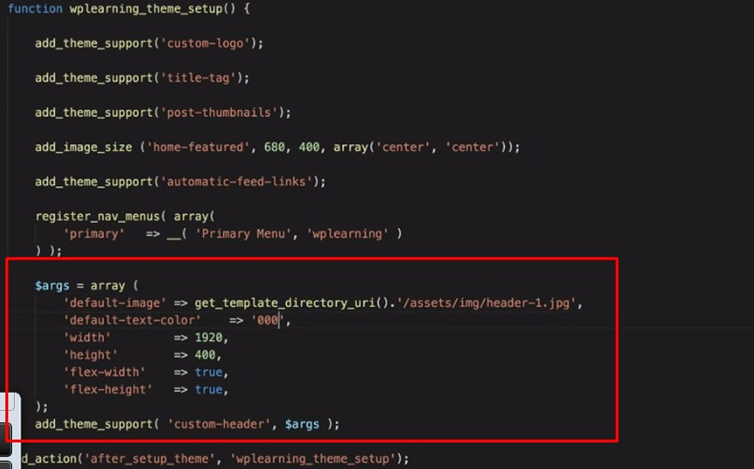 function wplearning_theme_setup() {
add_theme_support('custom-logo');
add_theme_support('title-tag');
add_theme_support('post-thumbnails');
add_image_size ('home-featured', 680, 400, array('center', 'center'));
add_theme_support('automatic-feed-links');
register_nav_menus( array(
'primary' => __( 'Primary Menu', 'wplearning' )
) );
$args = array (
'default-image' => get_template_directory_uri().'/assets/img/header-1.jpg',
'default-text-color' => '000',
'width' => 1920,
'height' => 400,
'flex-width' => true,
'flex-height' => true,
);
add_theme_support( 'custom-header', $args );
d_action('after_setup_theme', 'wplearning_theme_setup');